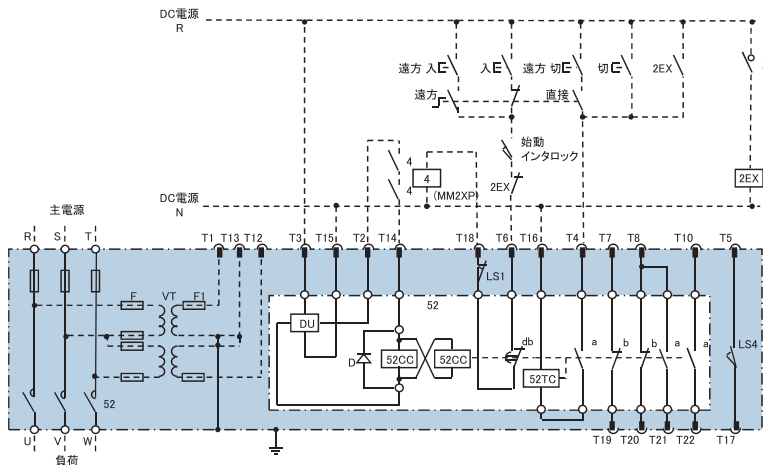 DC電源
R
遠方 入
入
遠方 切
切
2EX
遠方
直接
始動
インタロック
4
4
4
(MM2XP)
2EX
2EX
DC電源
N
主電源
R
S
T
T1
T13
T12
T3
T15
T2
T14
T18
T6
T16
T4
T7
T8
T10
T5
LS1
F
VT
F1
52
DU
D
52CC
52CC
db
52TC
a
b
b
a
a
LS4
52
U
V
W
負荷
T19
T20
T21
T22
T17